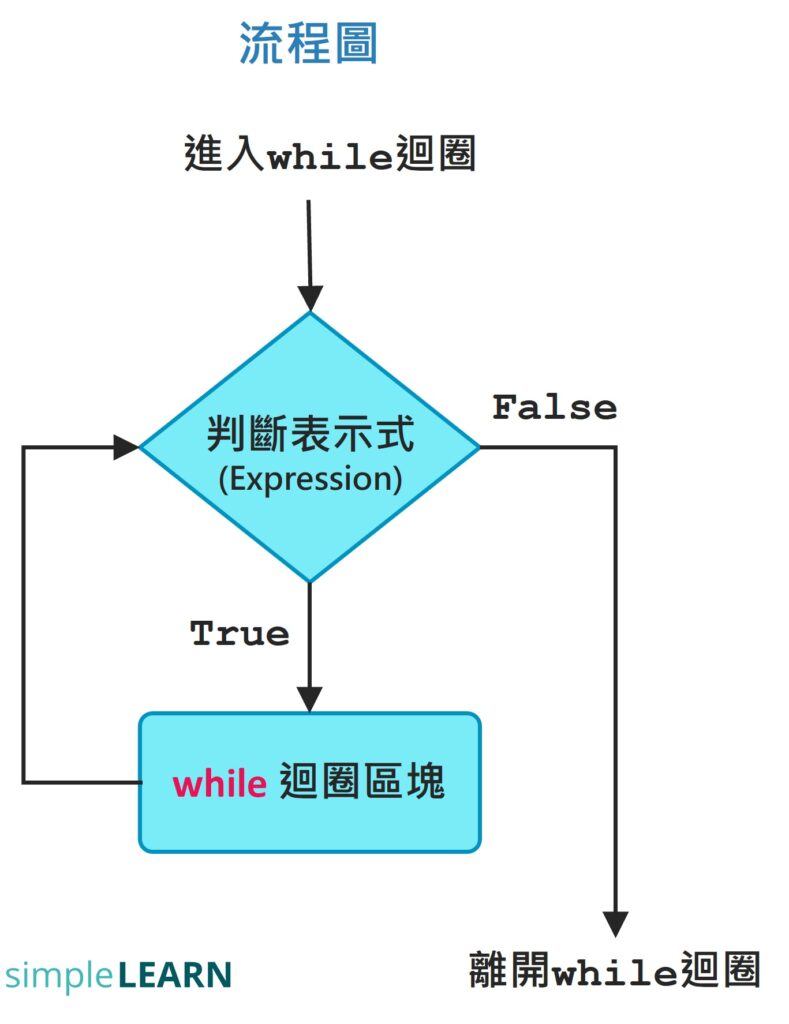 流程圖
進入while迴圈
判斷表示式
(Expression)
False
True
while 迴圈區塊
離開while迴圈
simpleLEARN